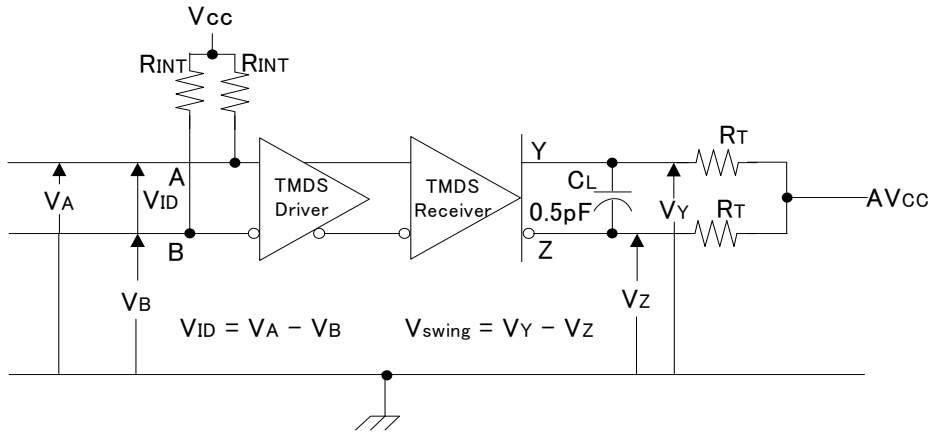 Vcc
RINT RINT
A
B
VA
VID
VB
TMDS
Driver
TMDS
Receiver
Y
Z
CL
0.5pF
VY
VZ
RT
RT
AVcc
VID = VA - VB
Vswing = VY - VZ